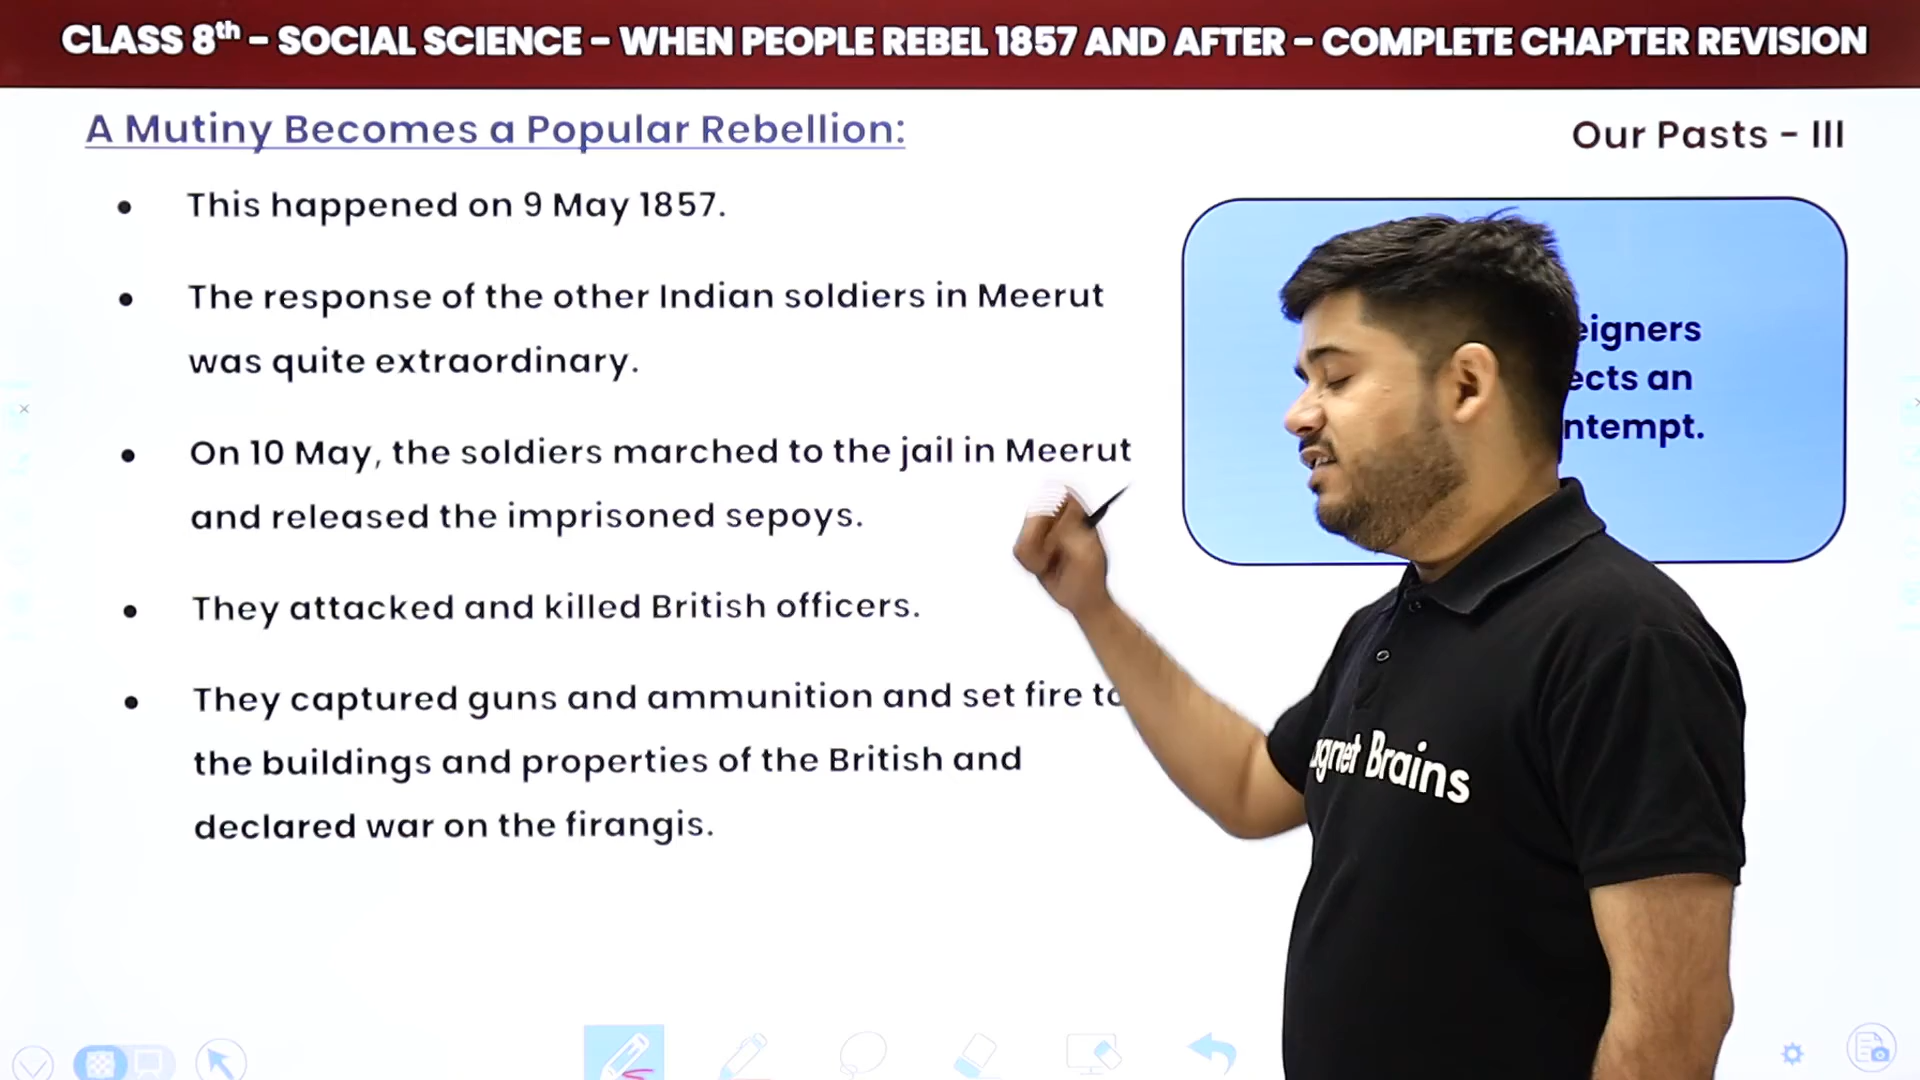 CLASS 8th – SOCIAL SCIENCE – WHEN PEOPLE REBEL 1857 AND AFTER – COMPLETE CHAPTER REVISION
A Mutiny Becomes a Popular Rebellion:
Our Pasts – III
• This happened on 9 May 1857.
• The response of the other Indian soldiers in Meerut
was quite extraordinary.
• On 10 May, the soldiers marched to the jail in Meerut
and released the imprisoned sepoys.
• They attacked and killed British officers.
• They captured guns and ammunition and set fire to
the buildings and properties of the British and
declared war on the firangis.
eigners
ects an
ntempt.
gnet Brains